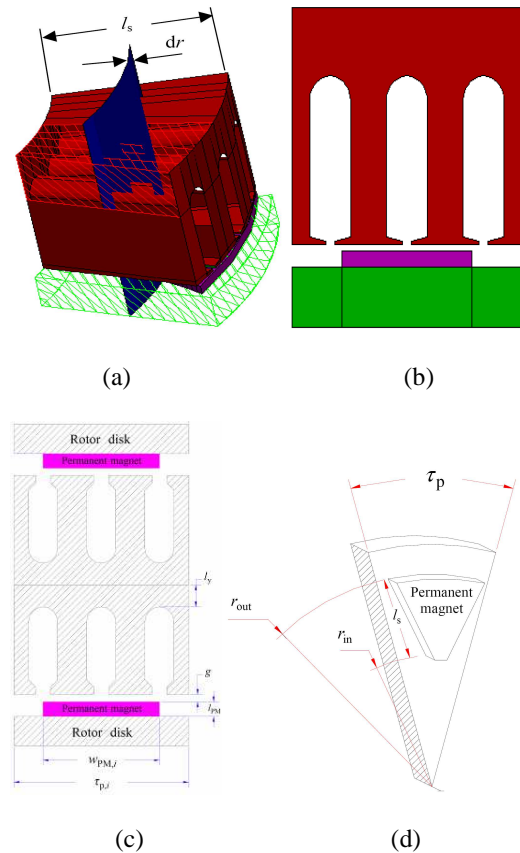 l_s
dr
(a)
(b)
Rotor disk
Permanent magnet
l_y
g
l_PM
Permanent magnet
Rotor disk
w_PM,i
τ_p,i
(c)
τ_p
Permanent
magnet
l_s
r_out
r_in
(d)